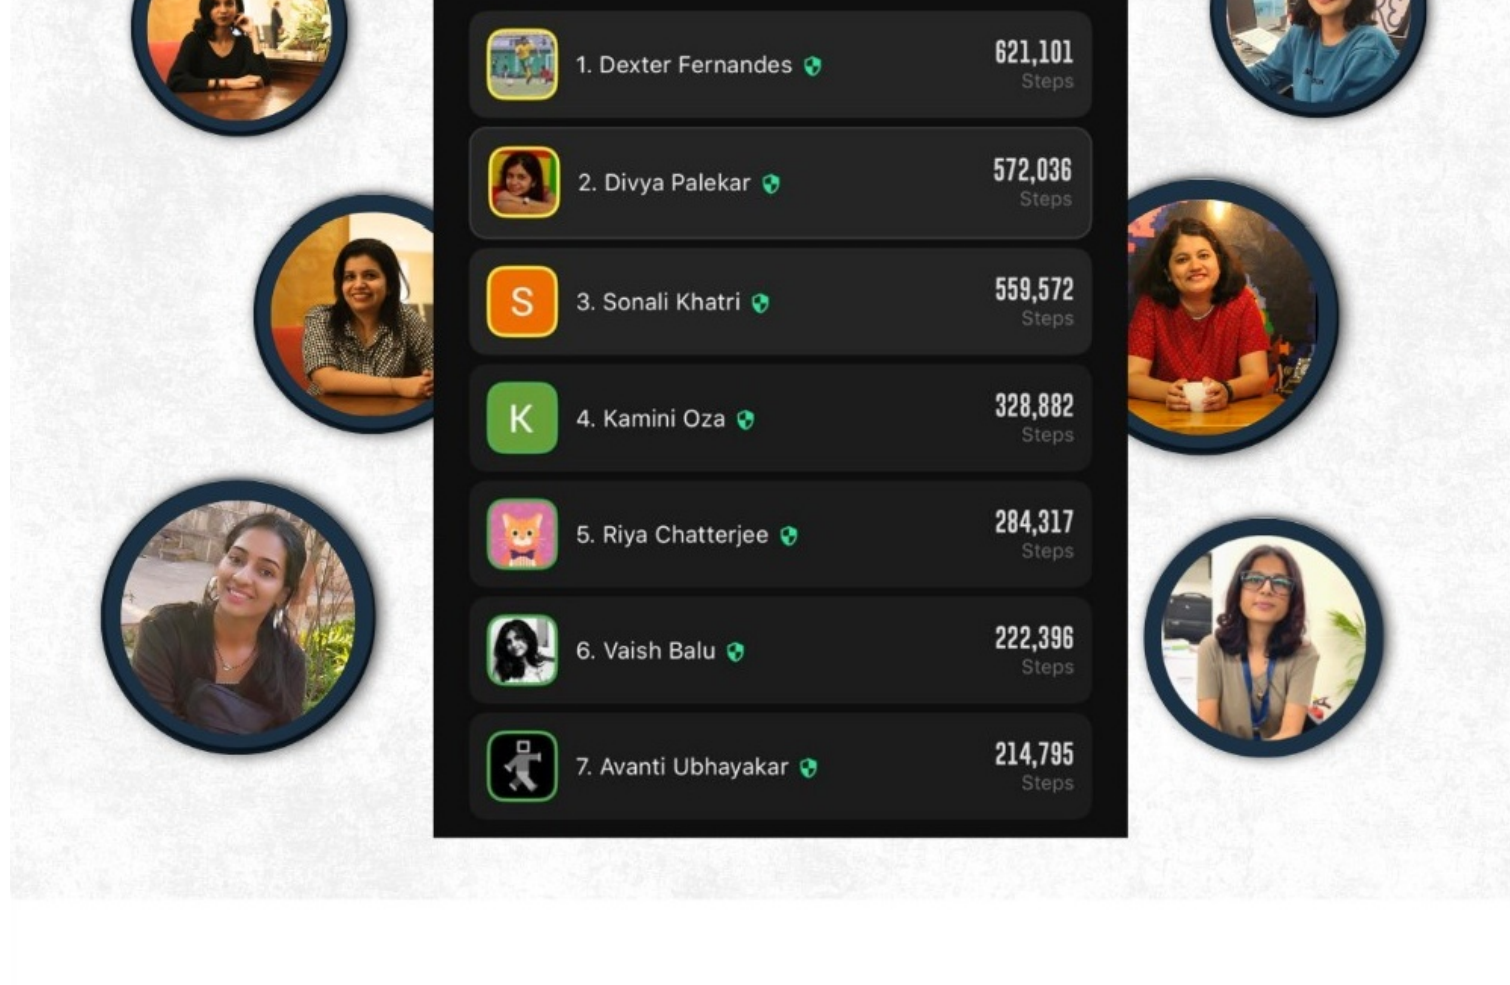 1. Dexter Fernandes
621,101
Steps
2. Divya Palekar
572,036
Steps
S
3. Sonali Khatri
559,572
Steps
K
4. Kamini Oza
328,882
Steps
5. Riya Chatterjee
284,317
Steps
6. Vaish Balu
222,396
Steps
7. Avanti Ubhayakar
214,795
Steps